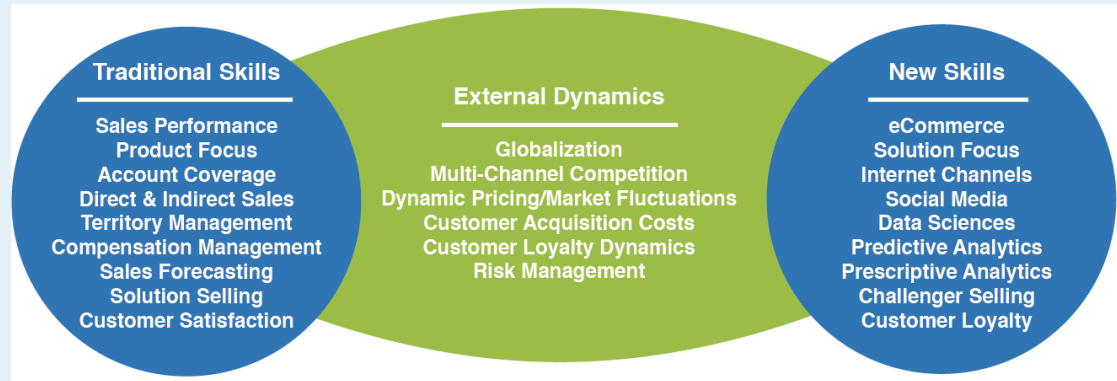 Traditional Skills
Sales Performance
Product Focus
Account Coverage
Direct & Indirect Sales
Territory Management
Compensation Management
Sales Forecasting
Solution Selling
Customer Satisfaction
External Dynamics
Globalization
Multi-Channel Competition
Dynamic Pricing/Market Fluctuations
Customer Acquisition Costs
Customer Loyalty Dynamics
Risk Management
New Skills
eCommerce
Solution Focus
Internet Channels
Social Media
Data Sciences
Predictive Analytics
Prescriptive Analytics
Challenger Selling
Customer Loyalty